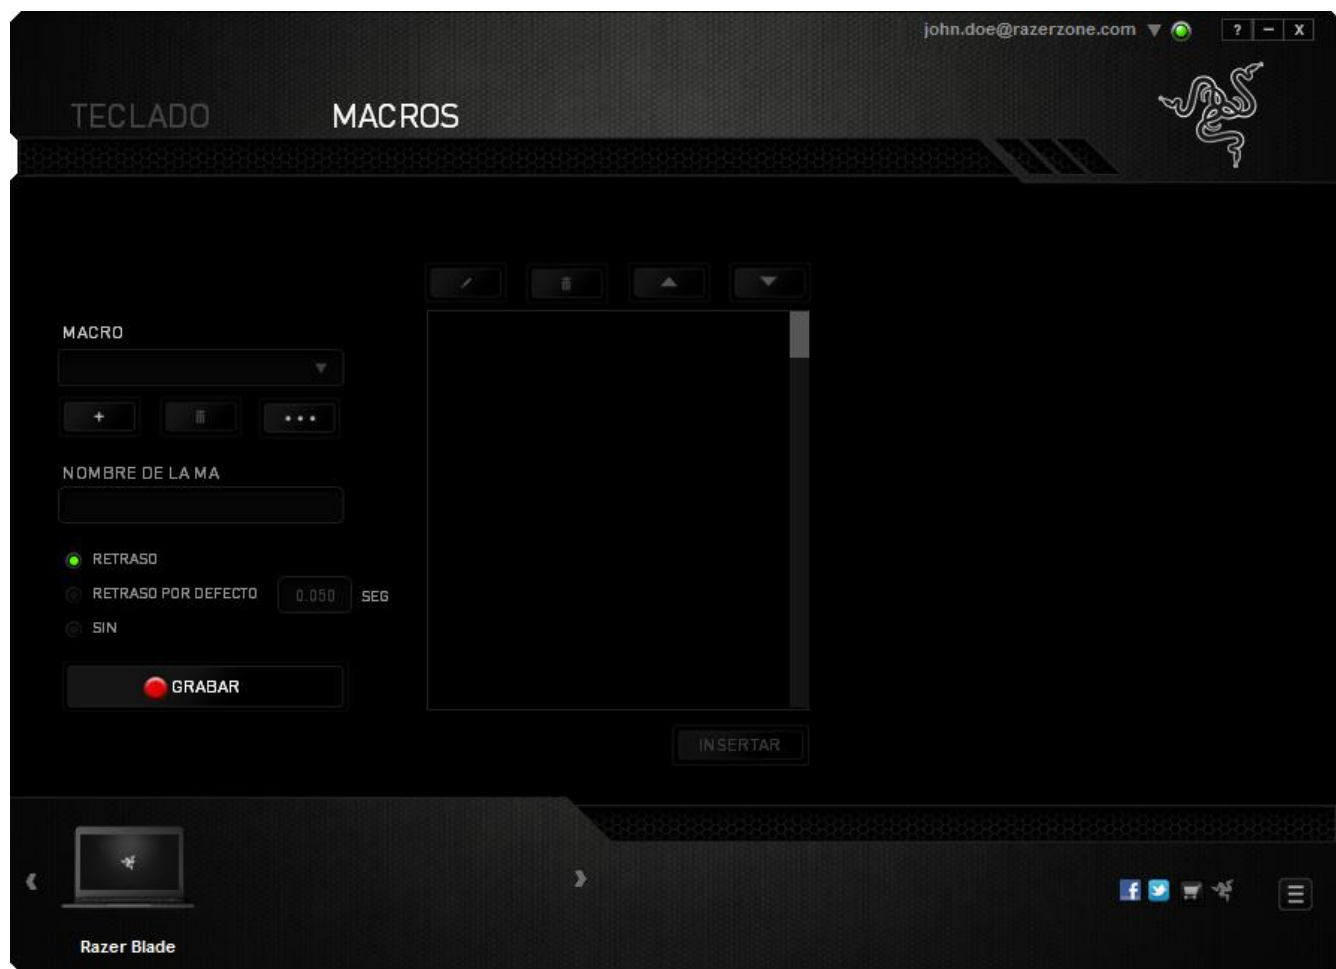 john.doe@razerzone.com
? – X
TECLADO MACROS
MACRO
+ •••
NOMBRE DE LA MA
RETRASO
RETRASO POR DEFECTO 0.050 SEG
SIN
GRABAR
INSERTAR
Razer Blade